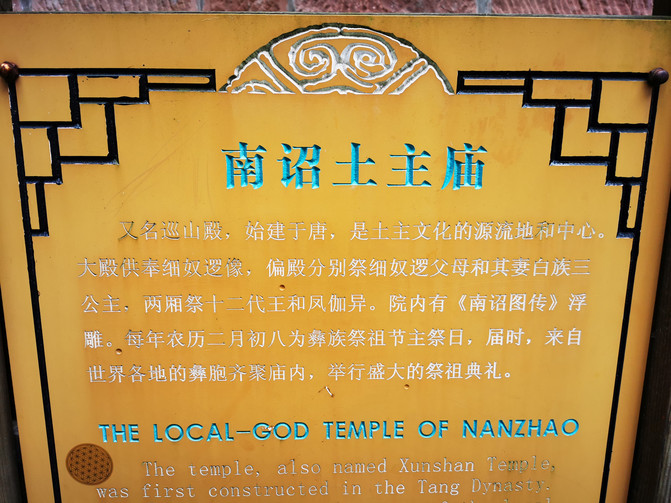 南诏土主庙
又名巡山殿，始建于唐，是土主文化的源流地和中心。
大殿供奉细奴逻像，偏殿分别祭细奴逻父母和其妻白族三
公主，两厢祭十二代王和凤伽异。院内有《南诏图传》浮
雕。每年农历二月初八为彝族祭祖节主祭日，届时，来自
世界各地的彝胞齐聚庙内，举行盛大的祭祖典礼。
THE LOCAL-GOD TEMPLE OF NANZHAO
The temple, also named Xunshan Temple,
was first constructed in the Tang Dynasty.